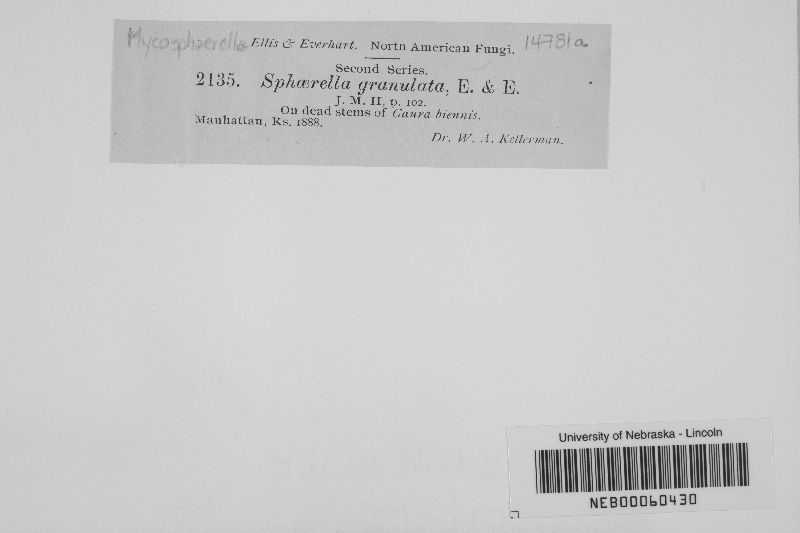 Mycosphaerella Ellis & Everhart. North American Fungi. 14781a
Second Series.
2135. Sphærella granulata, E. & E.
J. M. II, p. 102.
On dead stems of Gaura biennis.
Manhattan, Ks. 1888.
Dr. W. A. Kellerman.
University of Nebraska - Lincoln
NEB00060430